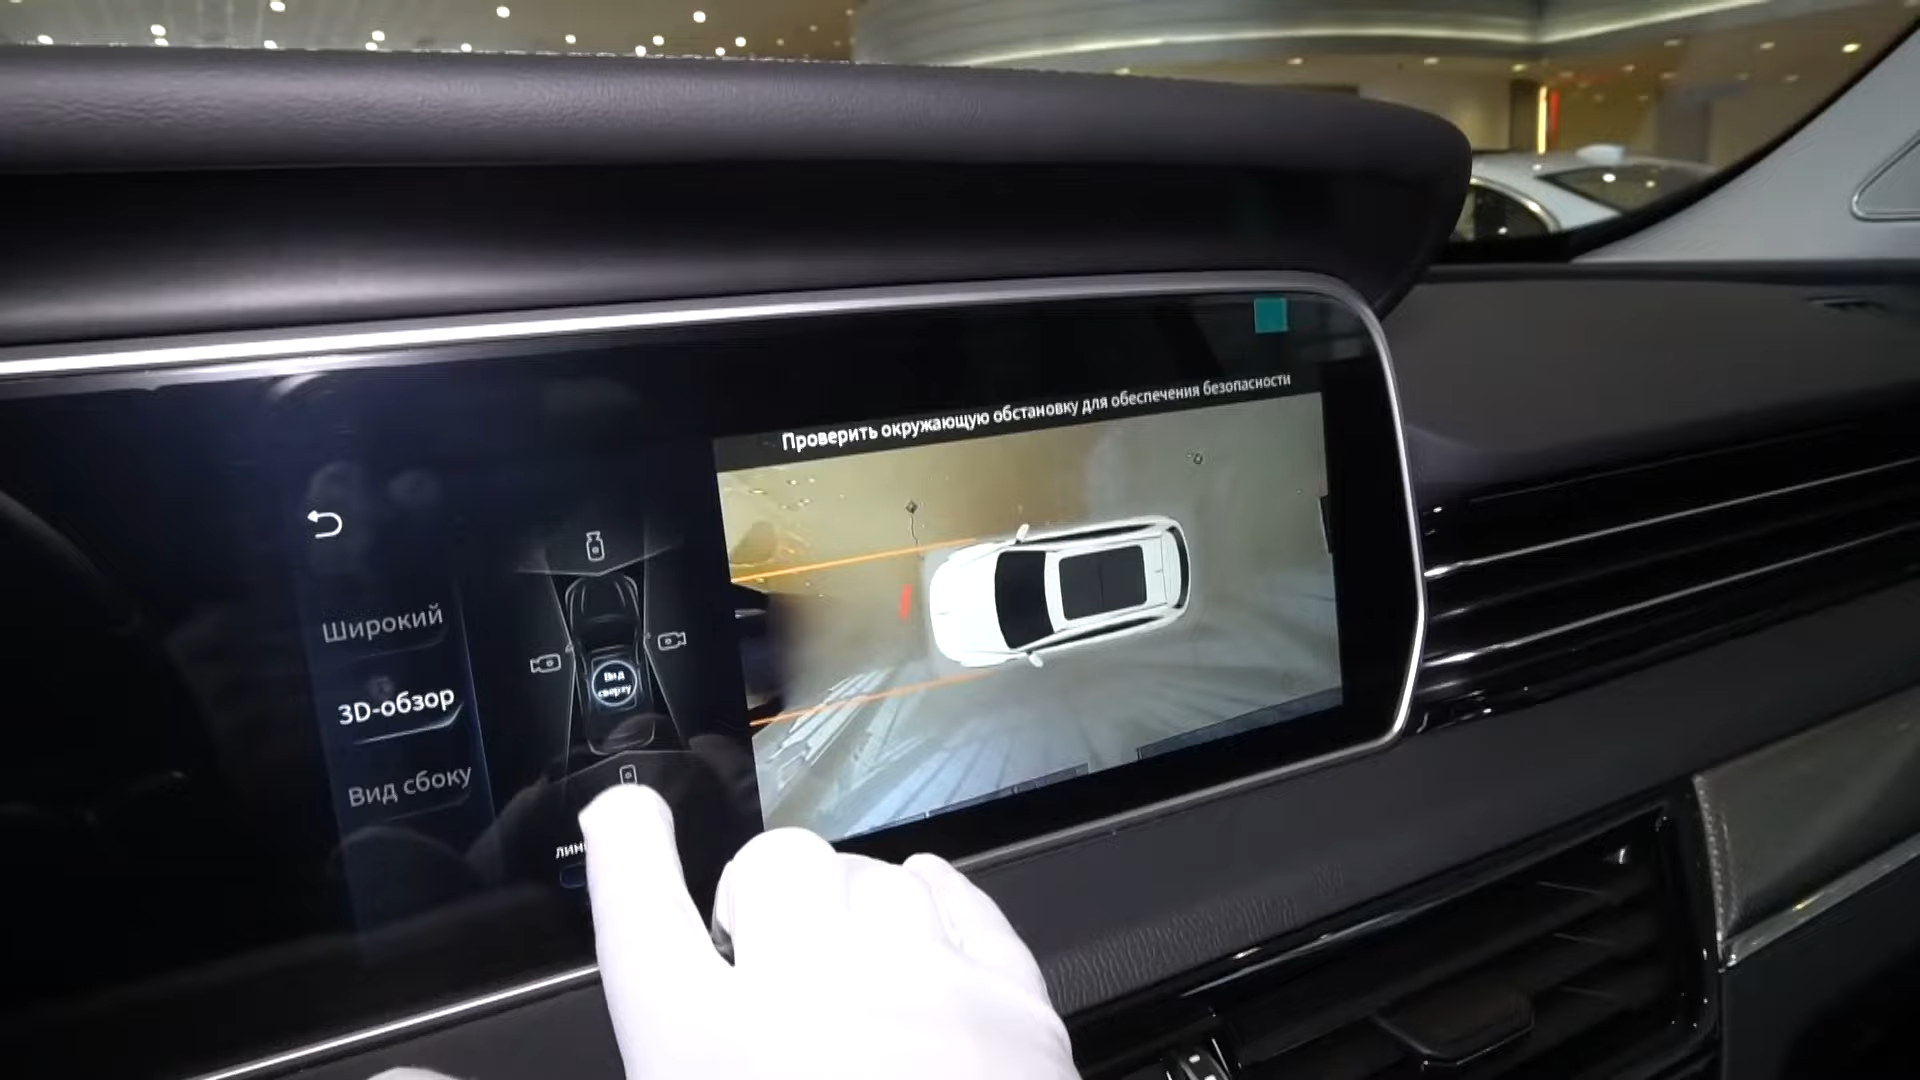 Проверить окружающую обстановку для обеспечения безопасности
Широкий
3D-обзор
Вид сбоку
Вид
сверху